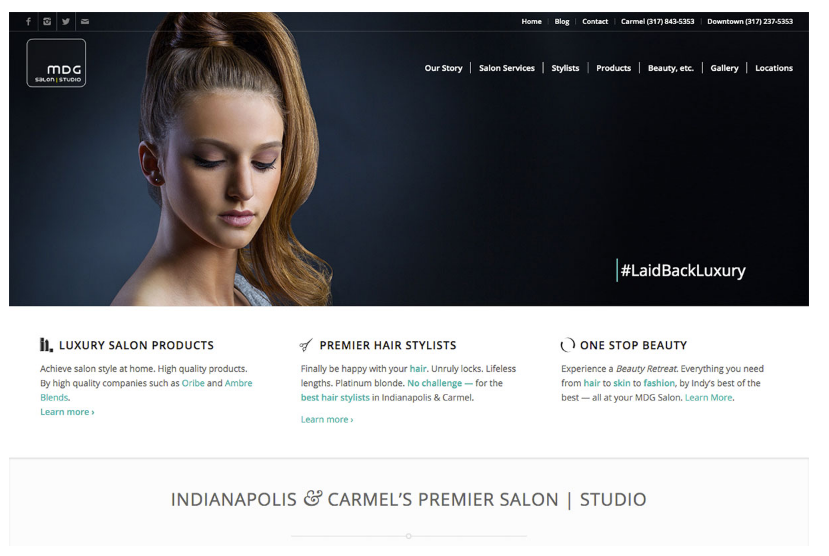 Home Blog Contact Carmel (317) 843-5353 Downtown (317) 237-5353
MDG
SALON | STUDIO
Our Story Salon Services Stylists Products Beauty, etc. Gallery Locations
#LaidBackLuxury
LUXURY SALON PRODUCTS
Achieve salon style at home. High quality products.
By high quality companies such as Oribe and Ambre
Blends.
Learn more ›
PREMIER HAIR STYLISTS
Finally be happy with your hair. Unruly locks. Lifeless
lengths. Platinum blonde. No challenge — for the
best hair stylists in Indianapolis & Carmel.
Learn more ›
ONE STOP BEAUTY
Experience a Beauty Retreat. Everything you need
from hair to skin to fashion, by Indy's best of the
best — all at your MDG Salon. Learn More.
INDIANAPOLIS & CARMEL'S PREMIER SALON | STUDIO